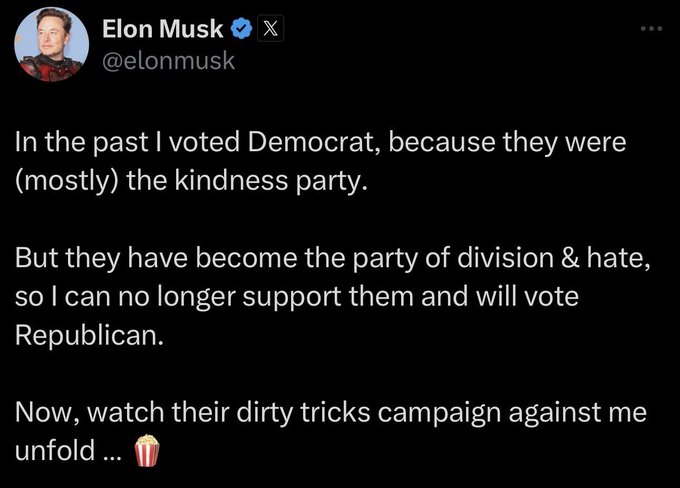 Elon Musk
@elonmusk
In the past I voted Democrat, because they were
(mostly) the kindness party.
But they have become the party of division & hate,
so I can no longer support them and will vote
Republican.
Now, watch their dirty tricks campaign against me
unfold ... 🍿